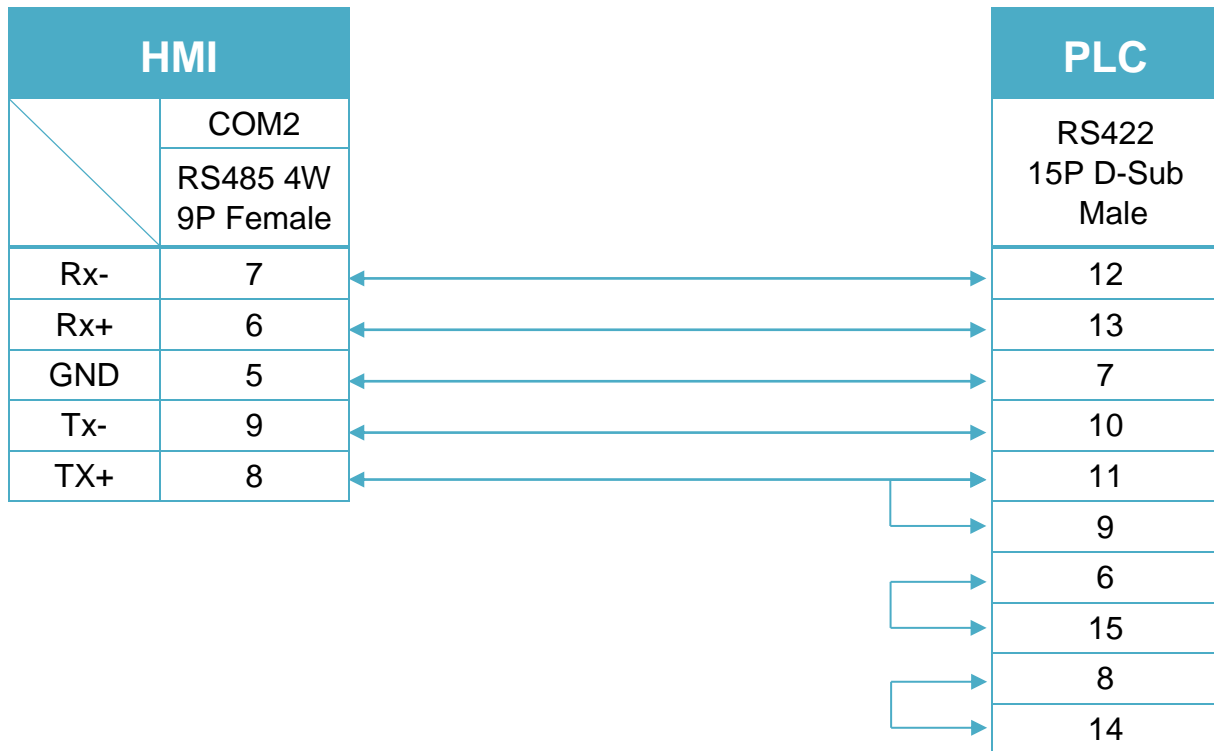 HMI
PLC
COM2
RS485 4W
9P Female
RS422
15P D-Sub
Male
Rx- 7 12
Rx+ 6 13
GND 5 7
Tx- 9 10
TX+ 8 11
9
6
15
8
14